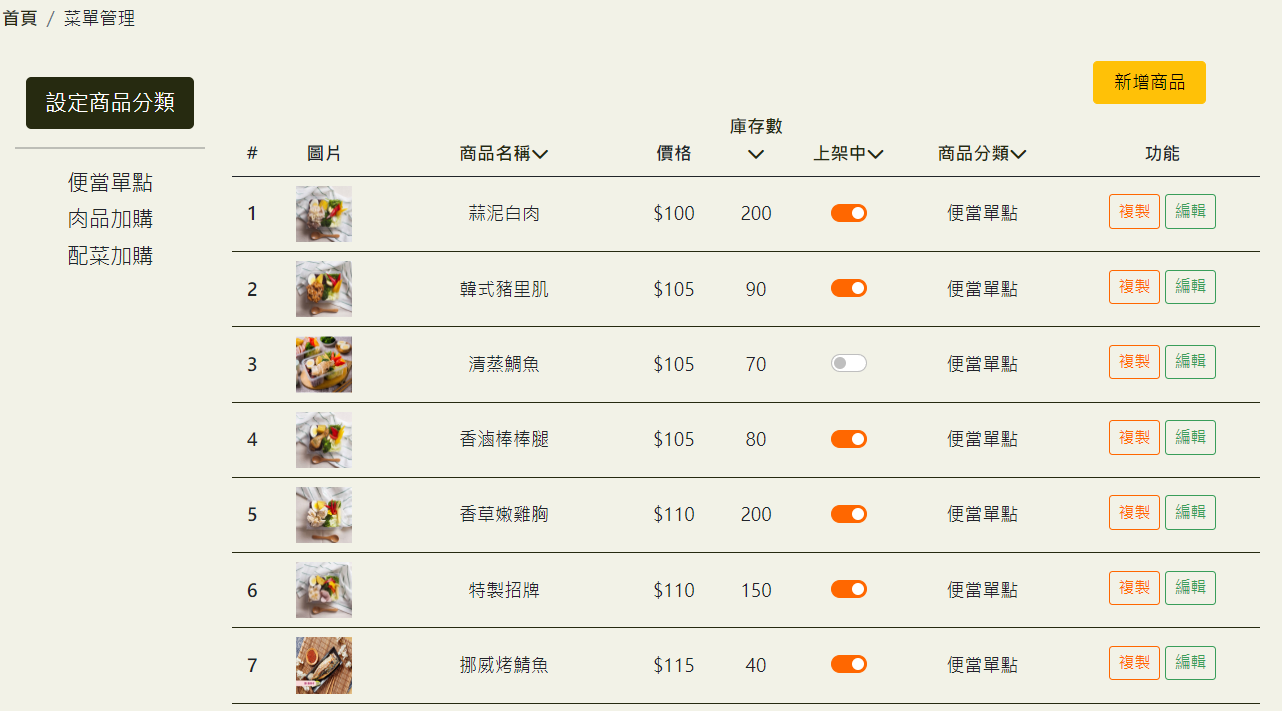 首頁 / 菜單管理
設定商品分類
便當單點
肉品加購
配菜加購
新增商品
# 圖片 商品名稱 價格 庫存數 上架中 商品分類 功能
1 蒜泥白肉 $100 200 便當單點 複製 編輯
2 韓式豬里肌 $105 90 便當單點 複製 編輯
3 清蒸鯛魚 $105 70 便當單點 複製 編輯
4 香滷棒棒腿 $105 80 便當單點 複製 編輯
5 香草嫩雞胸 $110 200 便當單點 複製 編輯
6 特製招牌 $110 150 便當單點 複製 編輯
7 挪威烤鯖魚 $115 40 便當單點 複製 編輯